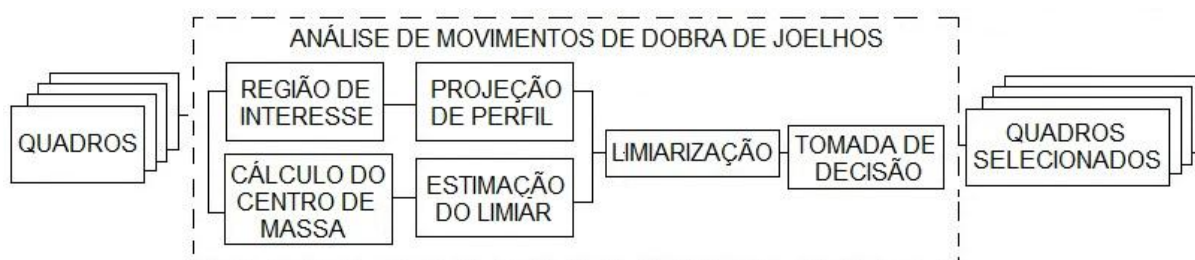 ANÁLISE DE MOVIMENTOS DE DOBRA DE JOELHOS
QUADROS
REGIÃO DE
INTERESSE
PROJEÇÃO
DE PERFIL
CÁLCULO DO
CENTRO DE
MASSA
ESTIMAÇÃO
DO LIMIAR
LIMIARIZAÇÃO
TOMADA DE
DECISÃO
QUADROS
SELECIONADOS